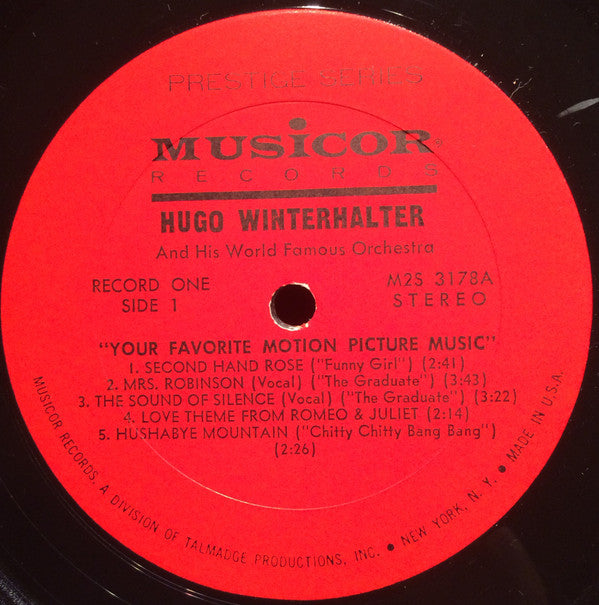 PRESTIGE SERIES
MUSICOR®
RECORDS
HUGO WINTERHALTER
And His World Famous Orchestra
RECORD ONE
SIDE 1
M2S 3178A
STEREO
"YOUR FAVORITE MOTION PICTURE MUSIC"
1. SECOND HAND ROSE ("Funny Girl") (2:41)
2. MRS. ROBINSON (Vocal) ("The Graduate") (3:43)
3. THE SOUND OF SILENCE (Vocal) ("The Graduate") (3:22)
4. LOVE THEME FROM ROMEO & JULIET (2:14)
5. HUSHABYE MOUNTAIN ("Chitty Chitty Bang Bang")
(2:26)
MUSICOR RECORDS, A DIVISION OF TALMADGE PRODUCTIONS, INC. ● NEW YORK, N. Y. ● MADE IN U.S.A.